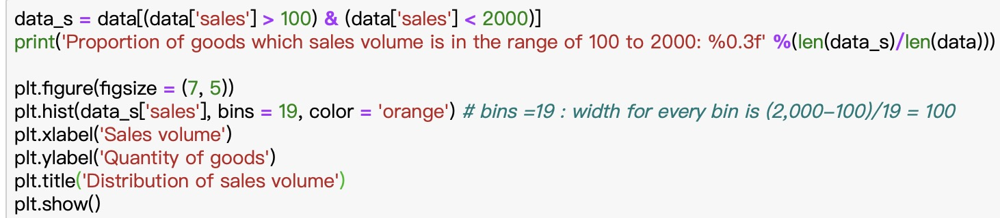 data_s = data[(data['sales'] > 100) & (data['sales'] < 2000)]
print('Proportion of goods which sales volume is in the range of 100 to 2000: %0.3f' %(len(data_s)/len(data)))
plt.figure(figsize = (7, 5))
plt.hist(data_s['sales'], bins = 19, color = 'orange') # bins =19 : width for every bin is (2,000–100)/19 = 100
plt.xlabel('Sales volume')
plt.ylabel('Quantity of goods')
plt.title('Distribution of sales volume')
plt.show()